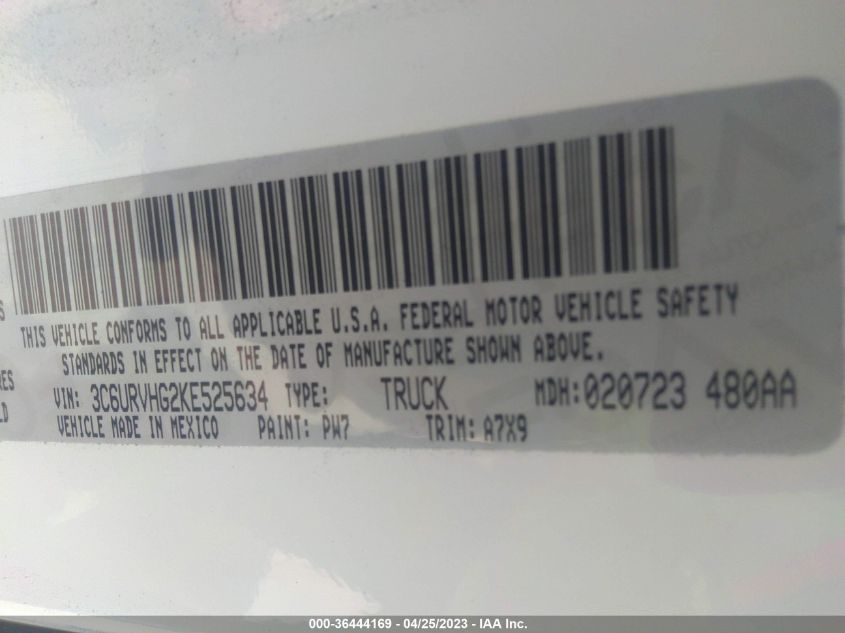 THIS VEHICLE CONFORMS TO ALL APPLICABLE U.S.A. FEDERAL MOTOR VEHICLE SAFETY
STANDARDS IN EFFECT ON THE DATE OF MANUFACTURE SHOWN ABOVE.
VIN: 3C6URVHG2KE525634 TYPE: TRUCK MDH:020723 480AA
VEHICLE MADE IN MEXICO PAINT: PW7 TRIM: A7X9
000-36444169 - 04/25/2023 - IAA Inc.